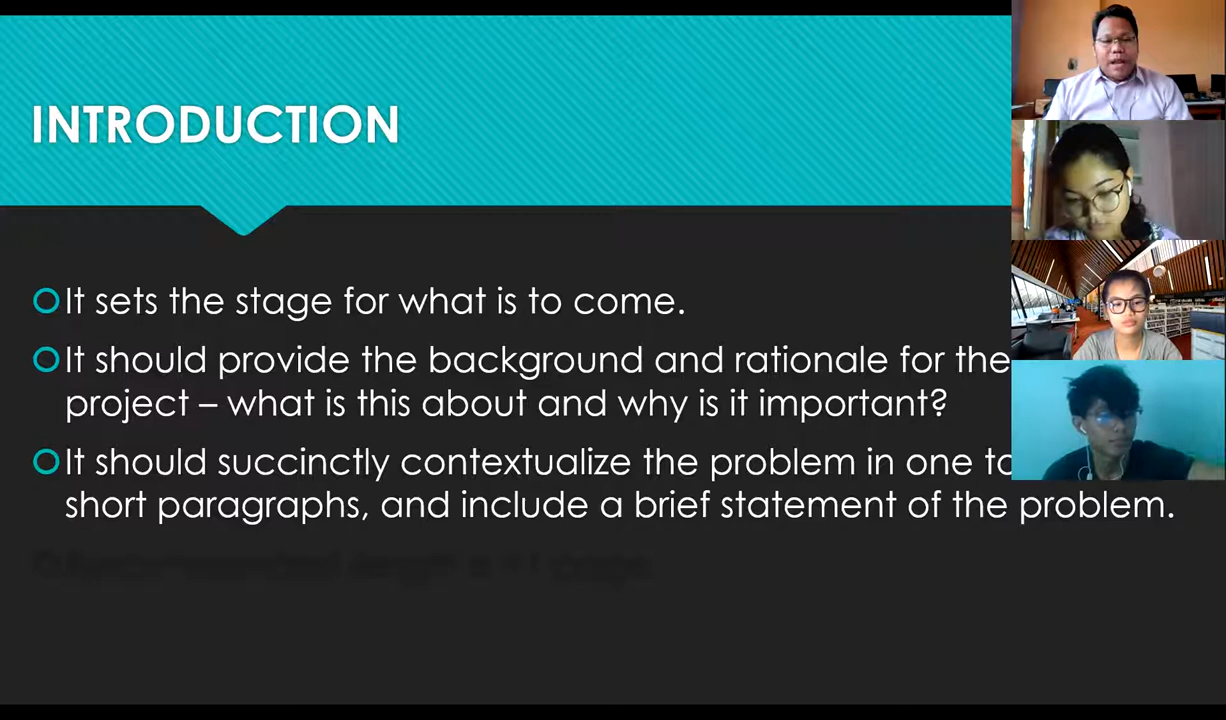 INTRODUCTION
It sets the stage for what is to come.
It should provide the background and rationale for the
project – what is this about and why is it important?
It should succinctly contextualize the problem in one to
short paragraphs, and include a brief statement of the problem.